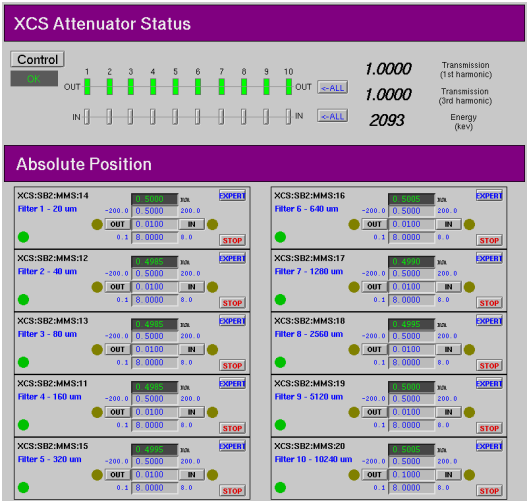 XCS Attenuator Status
Control
OK
1 2 3 4 5 6 7 8 9 10
OUT OUT <-ALL
IN IN <-ALL
1.0000 Transmission
(1st harmonic)
1.0000 Transmission
(3rd harmonic)
2093 Energy
(kev)
Absolute Position
XCS:SB2:MMS:14 0.5000 mm EXPERT
Filter 1 - 20 um -200.0 0.5000 200.0
OUT 0.0100 IN
0.1 8.0000 8.0 STOP
XCS:SB2:MMS:12 0.4985 mm EXPERT
Filter 2 - 40 um -200.0 0.5000 200.0
OUT 0.0100 IN
0.1 8.0000 8.0 STOP
XCS:SB2:MMS:13 0.4985 mm EXPERT
Filter 3 - 80 um -200.0 0.5000 200.0
OUT 0.0100 IN
0.1 8.0000 8.0 STOP
XCS:SB2:MMS:11 0.4985 mm EXPERT
Filter 4 - 160 um -200.0 0.5000 200.0
OUT 0.0100 IN
0.1 8.0000 8.0 STOP
XCS:SB2:MMS:15 0.4995 mm EXPERT
Filter 5 - 320 um -200.0 0.5000 200.0
OUT 0.0100 IN
0.1 8.0000 8.0 STOP
XCS:SB2:MMS:16 0.5005 mm EXPERT
Filter 6 - 640 um -200.0 0.5000 200.0
OUT 0.0100 IN
0.1 8.0000 8.0 STOP
XCS:SB2:MMS:17 0.4990 mm EXPERT
Filter 7 - 1280 um -200.0 0.5000 200.0
OUT 0.0100 IN
0.1 8.0000 8.0 STOP
XCS:SB2:MMS:18 0.4995 mm EXPERT
Filter 8 - 2560 um -200.0 0.5000 200.0
OUT 0.0100 IN
0.1 8.0000 8.0 STOP
XCS:SB2:MMS:19 0.5000 mm EXPERT
Filter 9 - 5120 um -200.0 0.5000 200.0
OUT 0.0100 IN
0.1 8.0000 8.0 STOP
XCS:SB2:MMS:20 0.5005 mm EXPERT
Filter 10 - 10240 um -200.0 0.5000 200.0
OUT 0.1000 IN
0.1 8.0000 8.0 STOP